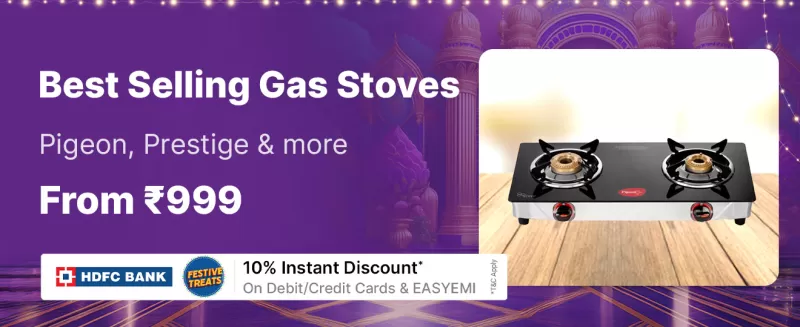 Best Selling Gas Stoves
Pigeon, Prestige & more
From ₹999
HDFC BANK
FESTIVE
TREATS
10% Instant Discount*
On Debit/Credit Cards & EASYEMI
*T&C Apply
Pigeon